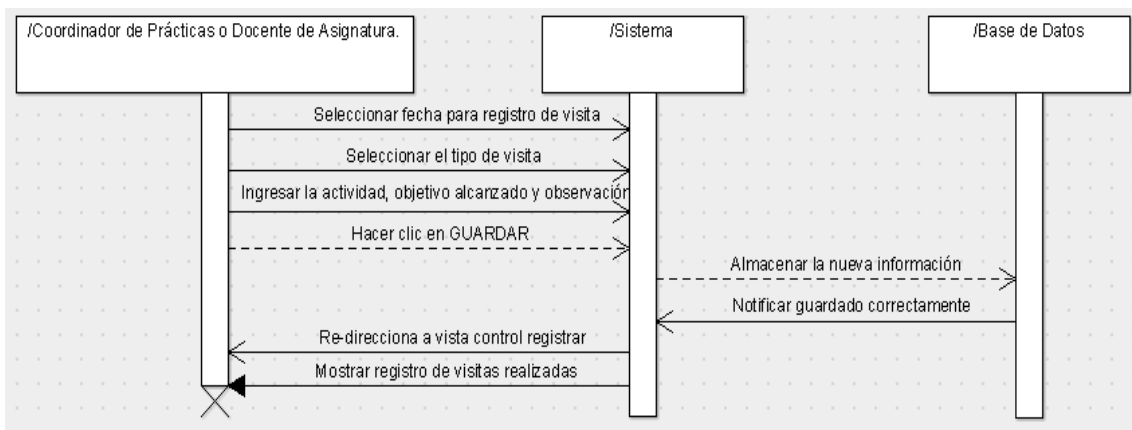 /Coordinador de Prácticas o Docente de Asignatura.
/Sistema
/Base de Datos
Seleccionar fecha para registro de visita
Seleccionar el tipo de visita
Ingresar la actividad, objetivo alcanzado y observación
Hacer clic en GUARDAR
Almacenar la nueva información
Notificar guardado correctamente
Re-direcciona a vista control registrar
Mostrar registro de visitas realizadas